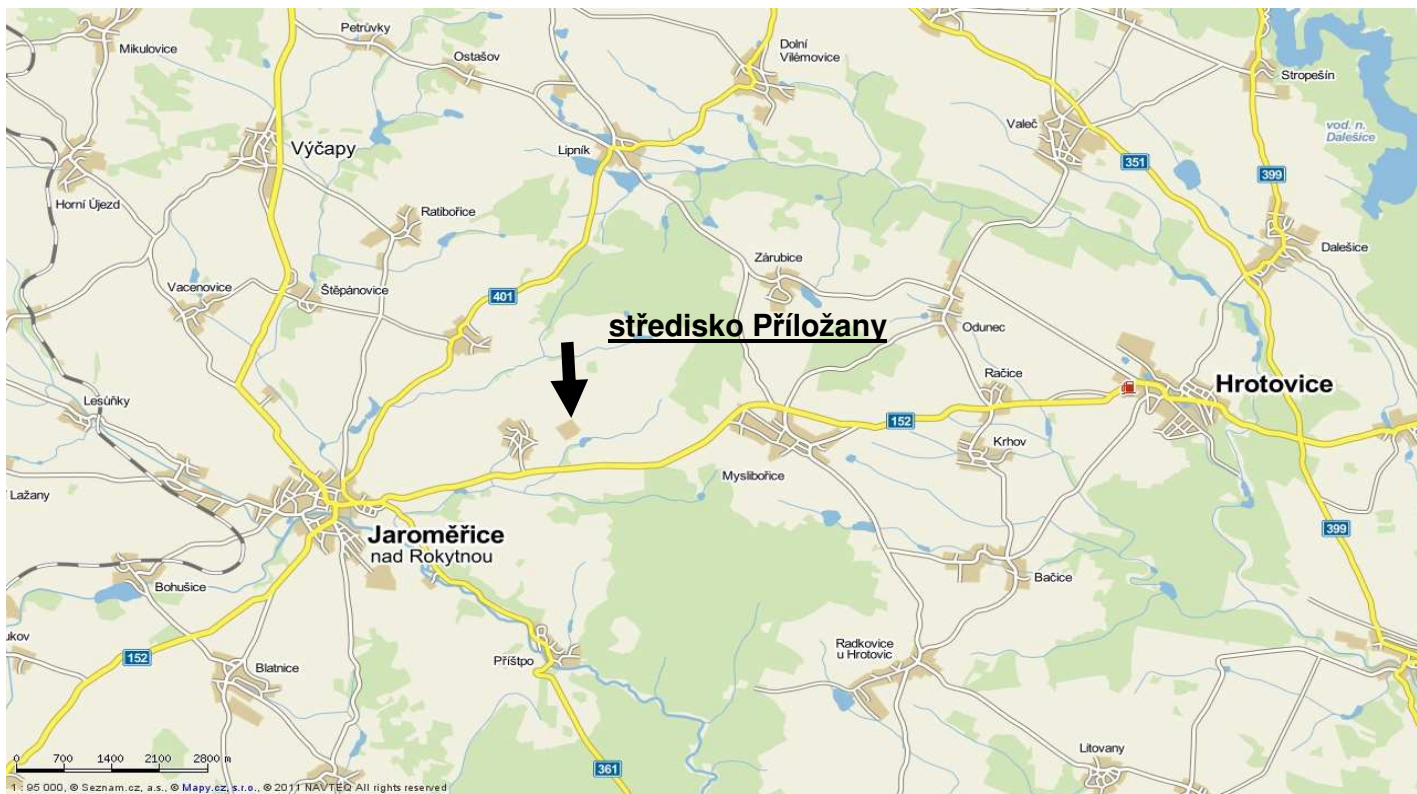 Petrůvky
Mikulovice
Ostašov
Dolní
Vilémovice
Stropešín
Valeč
vod. n.
Dalešice
Výčapy
Lipník
351
399
Horní Újezd
Ratibořice
Dalešice
Zárubice
Vacenovice
Štěpánovice
401
středisko Příložany
Odunec
Račice
Hrotovice
Lesůňky
152
Krhov
Myslibořice
Lažany
Jaroměřice
nad Rokytnou
399
Bohušice
Bačice
ukov
152
Blatnice
Příštpo
Radkovice
u Hrotovic
Litovany
361
0 700 1400 2100 2800 m
1 : 95 000, © Seznam.cz, a.s., © Mapy.cz, s.r.o., © 2011 NAVTEQ All rights reserved